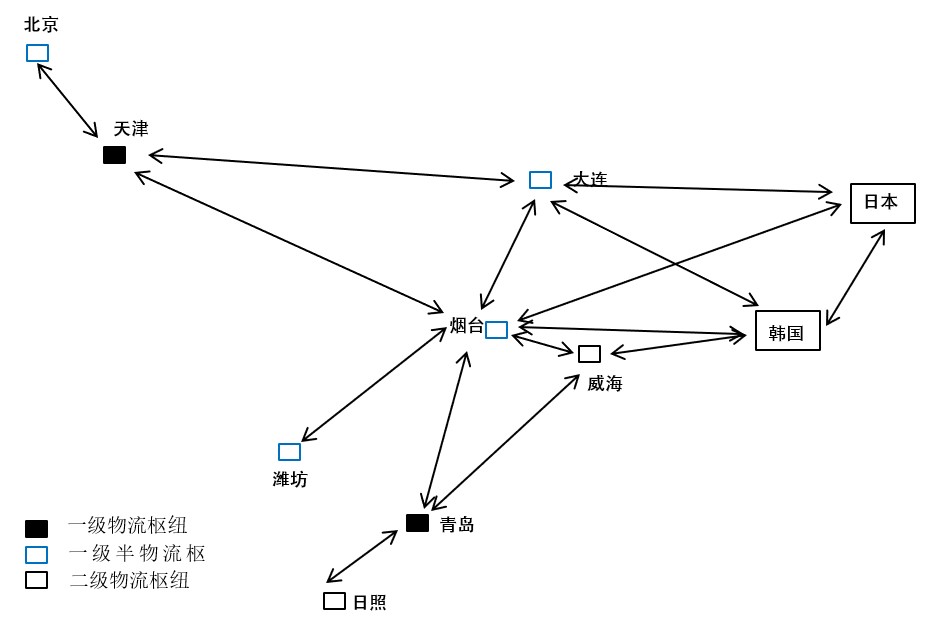 北京
天津
大连
日本
烟台
韩国
威海
潍坊
青岛
日照
一级物流枢纽
一级半物流枢
二级物流枢纽